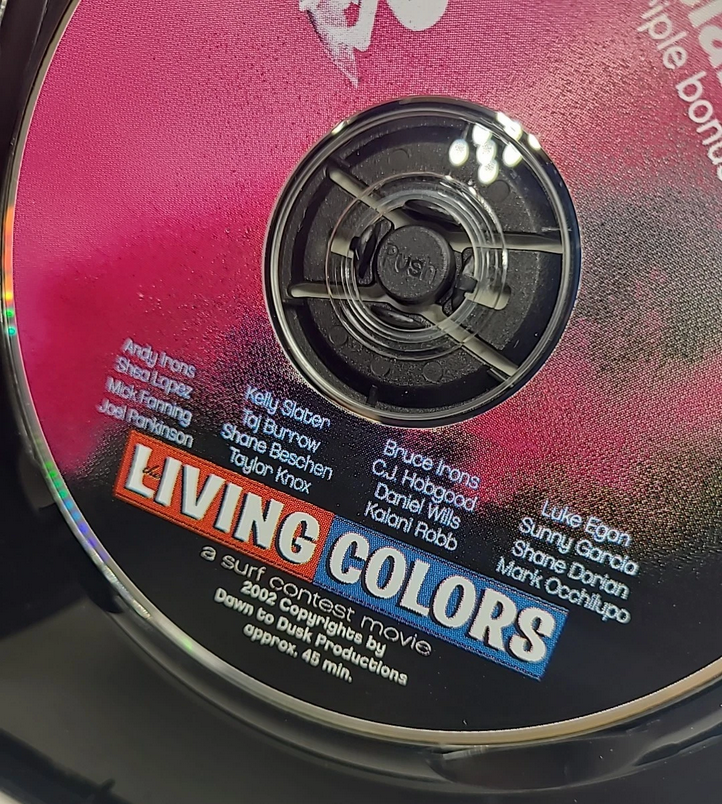 bonus
Push
Andy Irons
Shea Lopez
Mick Fanning
Joel Parkinson
Kelly Slater
Taj Burrow
Shane Beschen
Taylor Knox
Bruce Irons
C.J. Hobgood
Daniel Wills
Kalani Robb
Luke Egan
Sunny Garcia
Shane Dorian
Mark Occhilupo
the LIVING COLORS
a surf contest movie
2002 Copyrights by
Dawn to Dusk Productions
approx. 45 min.